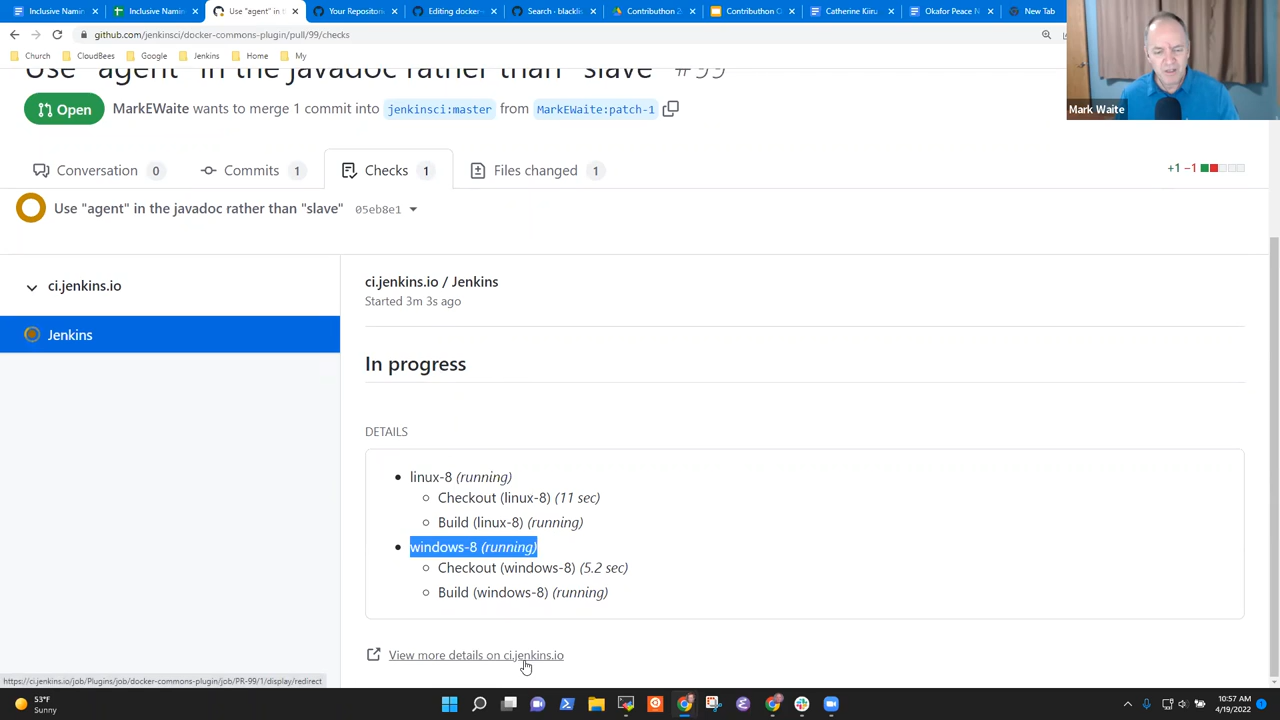 Inclusive Namin
Inclusive Namin
Use "agent" in t
Your Repositori
Editing docker-
Search · blacklis
Contributhon 2
Contributhon C
Catherine Kiiru
Okafor Peace N
New Tab
github.com/jenkinsci/docker-commons-plugin/pull/99/checks
Church
CloudBees
Google
Jenkins
Home
My
Mark Waite
Use "agent" in the javadoc rather than "slave" #99
Open
MarkEWaite wants to merge 1 commit into jenkinsci:master from MarkEWaite:patch-1
Conversation 0
Commits 1
Checks 1
Files changed 1
+1 −1
Use "agent" in the javadoc rather than "slave" 05eb8e1
ci.jenkins.io
Jenkins
ci.jenkins.io / Jenkins
Started 3m 3s ago
In progress
DETAILS
linux-8 (running)
Checkout (linux-8) (11 sec)
Build (linux-8) (running)
windows-8 (running)
Checkout (windows-8) (5.2 sec)
Build (windows-8) (running)
View more details on ci.jenkins.io
https://ci.jenkins.io/job/Plugins/job/docker-commons-plugin/job/PR-99/1/display/redirect
53°F
Sunny
10:57 AM
4/19/2022